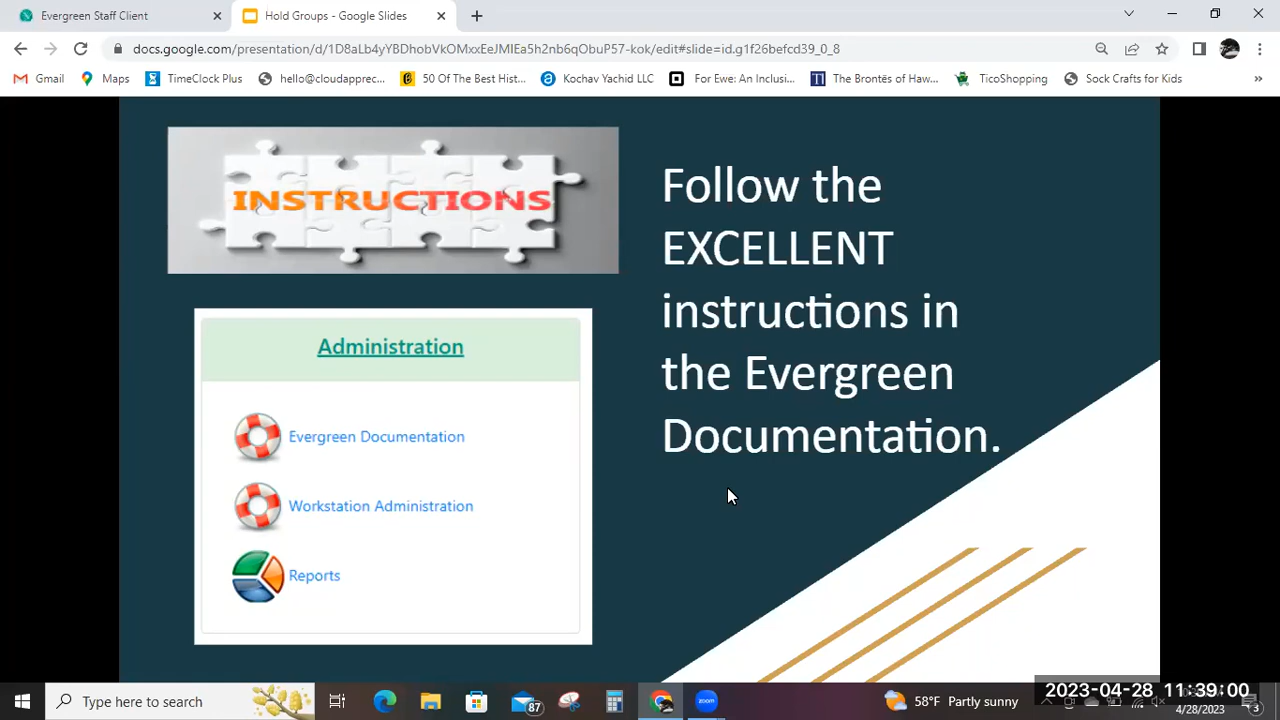 Evergreen Staff Client
Hold Groups - Google Slides
docs.google.com/presentation/d/1D8aLb4yYBDhobVkOMxxEeJMIEa5h2nb6qObuP57-kok/edit#slide=id.g1f26befcd39_0_8
Gmail
Maps
TimeClock Plus
hello@cloudapprec...
50 Of The Best Hist...
Kochav Yachid LLC
For Ewe: An Inclusi...
The Brontës of Haw...
TicoShopping
Sock Crafts for Kids
INSTRUCTIONS
Follow the
EXCELLENT
instructions in
the Evergreen
Documentation.
Administration
Evergreen Documentation
Workstation Administration
Reports
Type here to search
87
zoom
58°F Partly sunny
2023-04-28 11:39:00
4/28/2023
3